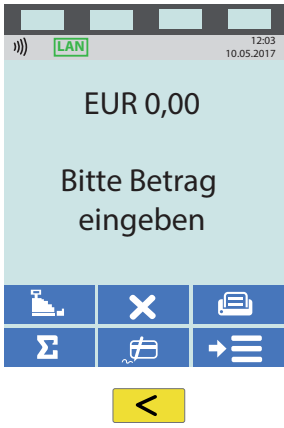 LAN
12:03
10.05.2017
EUR 0,00
Bitte Betrag
eingeben
Σ
<